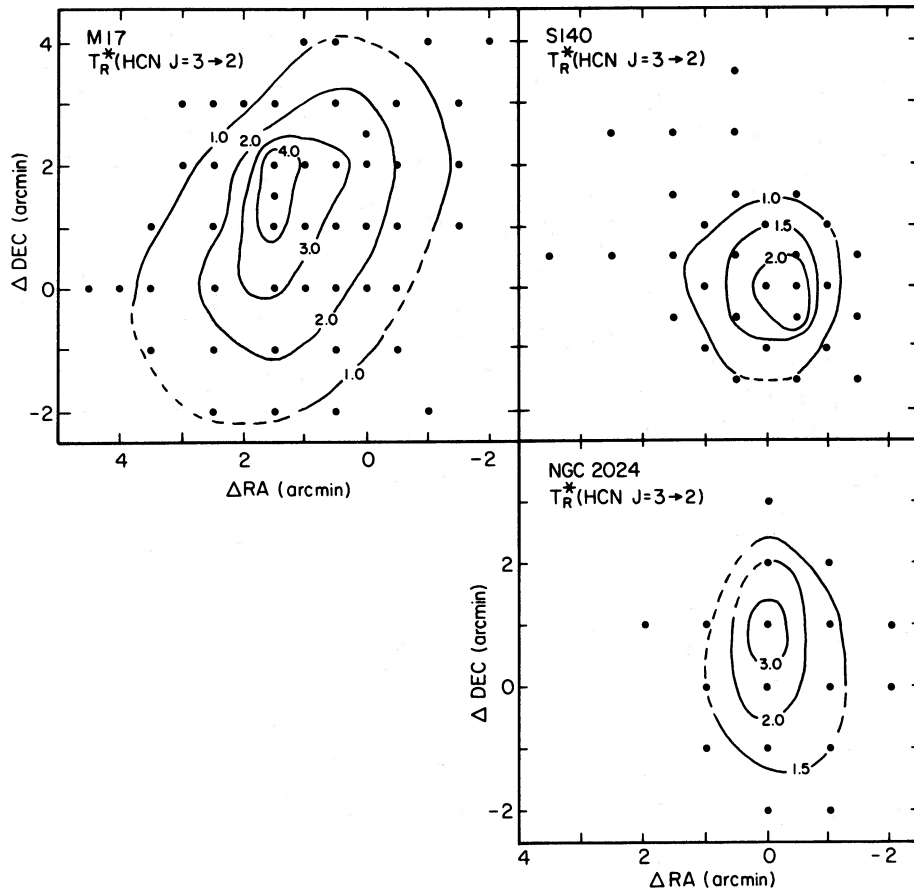 M17
T*R (HCN J=3→2)
4
2
0
-2
Δ DEC (arcmin)
1.0
2.0
4.0
3.0
2.0
1.0
4
2
0
-2
ΔRA (arcmin)
S140
T*R (HCN J=3→2)
1.0
1.5
2.0
NGC 2024
T*R (HCN J=3→2)
2
0
-2
Δ DEC (arcmin)
3.0
2.0
1.5
4
2
0
-2
ΔRA (arcmin)